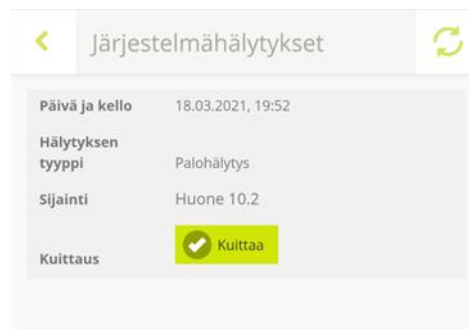 Järjestelmähälytykset
Päivä ja kello 18.03.2021, 19:52
Hälytyksen
tyyppi Palohälytys
Sijainti Huone 10.2
Kuittaus Kuittaa